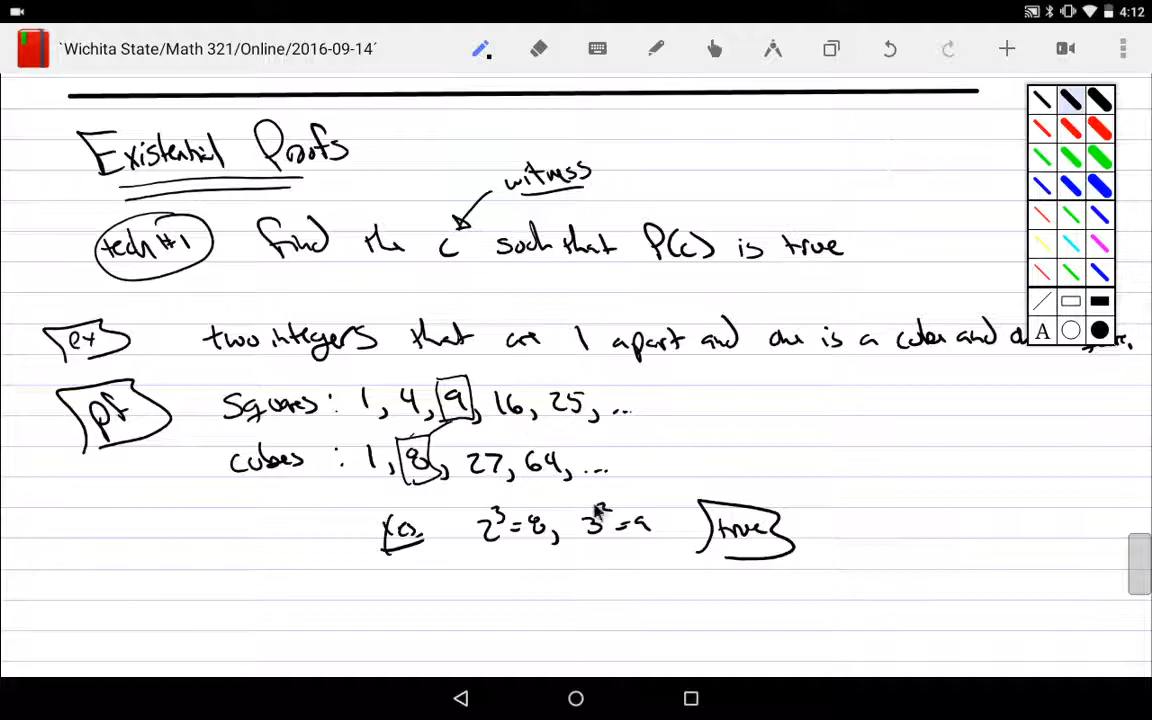 4:12
`Wichita State/Math 321/Online/2016-09-14´
Existential Proofs
witness
tech #1 Find the c such that P(c) is true
ex two integers that are 1 apart and one is a cube and
pf Squares: 1, 4, 9, 16, 25, ...
cubes: 1, 8, 27, 64, ...
Yes 2³=8, 3²=9 true
A